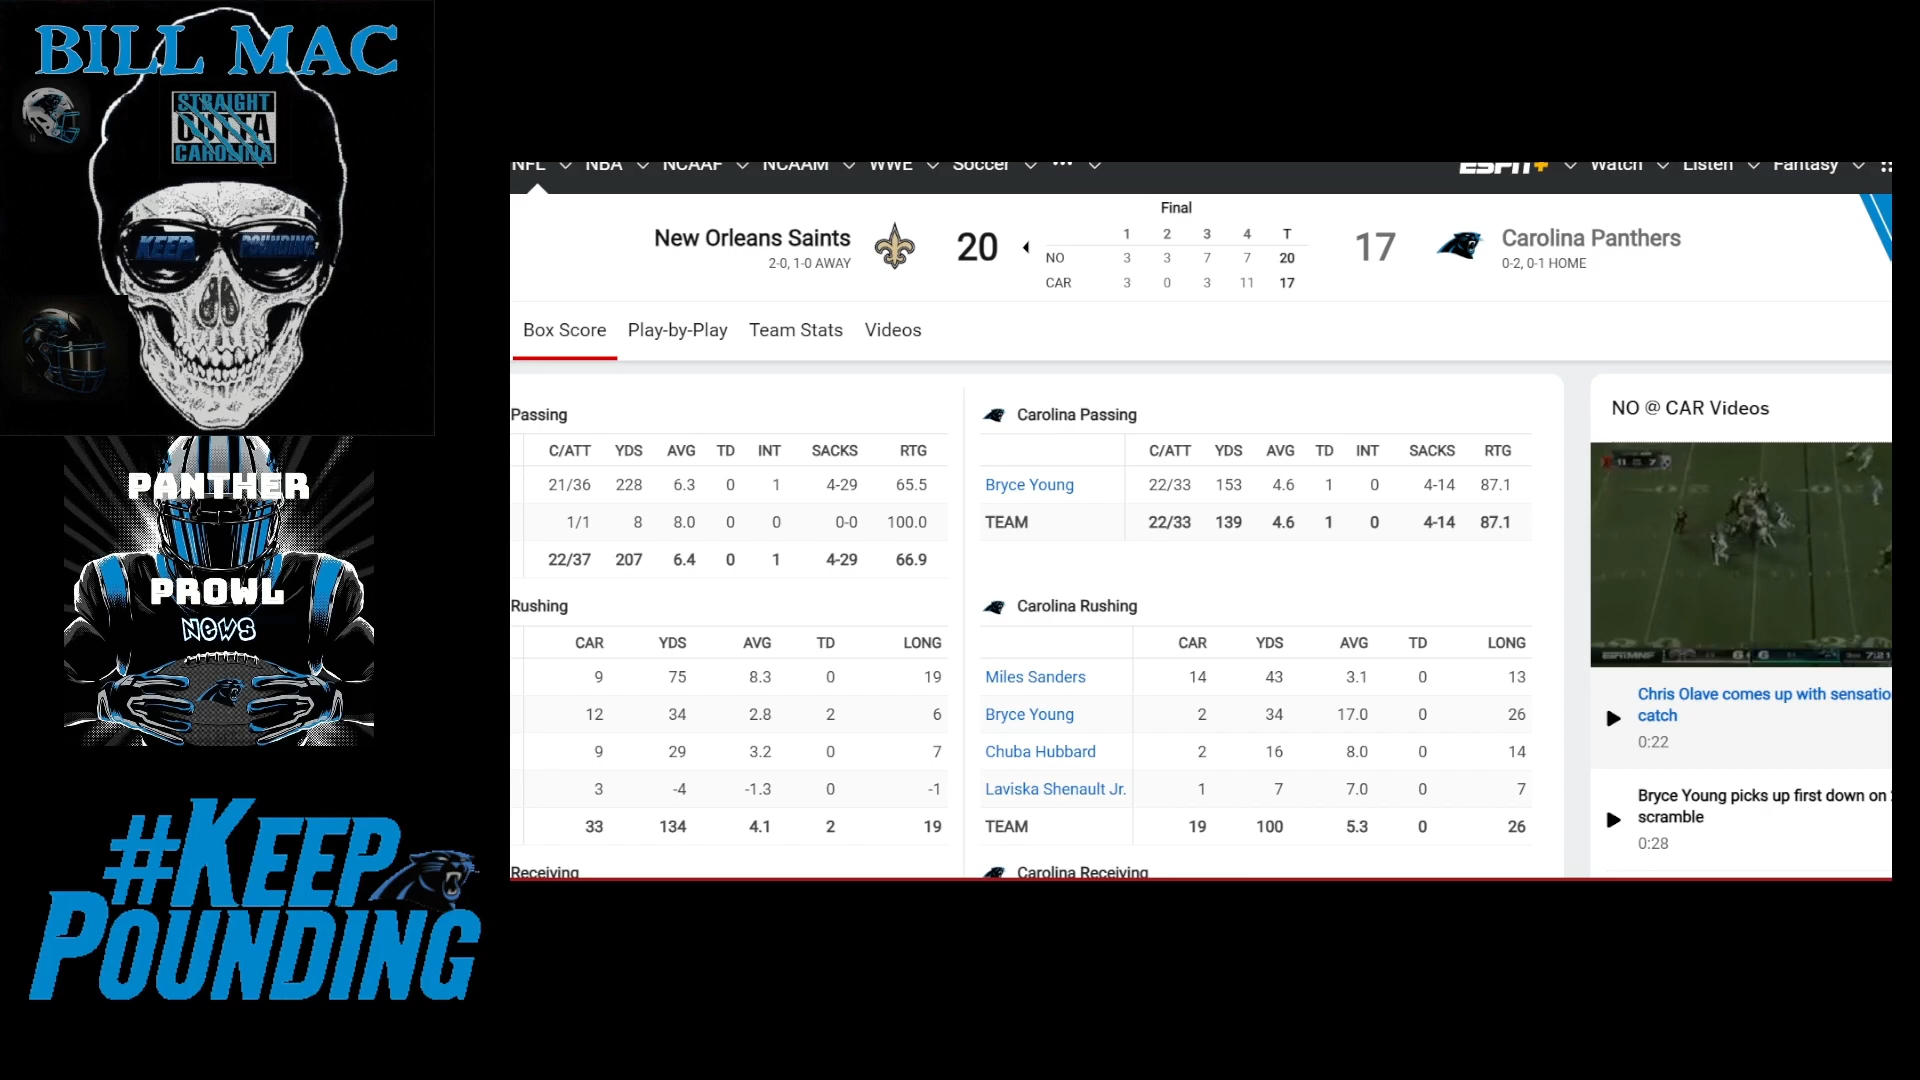 BILL MAC
STRAIGHT
OUTTA
CAROLINA
KEEP POUNDING
PANTHER
PROWL
NEWS
#KEEP
POUNDING
NFL NBA NCAAF NCAAM WWE Soccer ••• ESPN+ Watch Listen Fantasy
Final
New Orleans Saints
2-0, 1-0 AWAY
20
1 2 3 4 T
NO 3 3 7 7 20
CAR 3 0 3 11 17
17
Carolina Panthers
0-2, 0-1 HOME
Box Score Play-by-Play Team Stats Videos
Passing
C/ATT YDS AVG TD INT SACKS RTG
21/36 228 6.3 0 1 4-29 65.5
1/1 8 8.0 0 0 0-0 100.0
22/37 207 6.4 0 1 4-29 66.9
Carolina Passing
C/ATT YDS AVG TD INT SACKS RTG
Bryce Young 22/33 153 4.6 1 0 4-14 87.1
TEAM 22/33 139 4.6 1 0 4-14 87.1
Rushing
CAR YDS AVG TD LONG
9 75 8.3 0 19
12 34 2.8 2 6
9 29 3.2 0 7
3 -4 -1.3 0 -1
33 134 4.1 2 19
Carolina Rushing
CAR YDS AVG TD LONG
Miles Sanders 14 43 3.1 0 13
Bryce Young 2 34 17.0 0 26
Chuba Hubbard 2 16 8.0 0 14
Laviska Shenault Jr. 1 7 7.0 0 7
TEAM 19 100 5.3 0 26
Receiving
Carolina Receiving
NO @ CAR Videos
Chris Olave comes up with sensatio
catch
0:22
Bryce Young picks up first down on
scramble
0:28